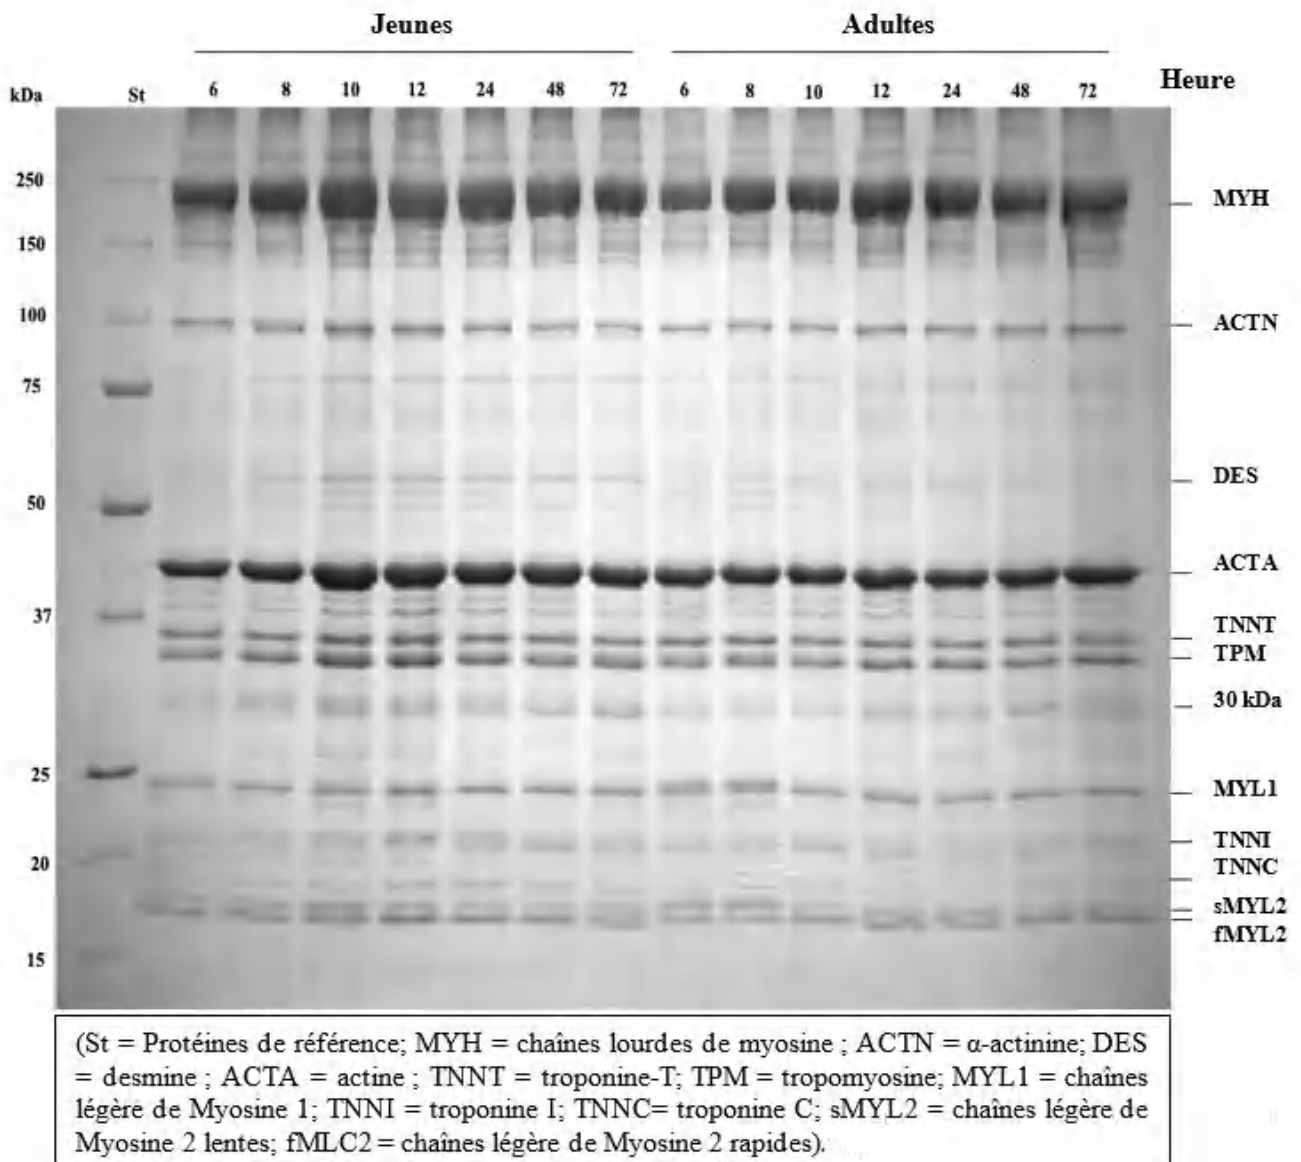 Jeunes Adultes
Heure
kDa St 6 8 10 12 24 48 72 6 8 10 12 24 48 72
250
MYH
150
100
ACTN
75
DES
50
ACTA
37
TNNT
TPM
30 kDa
25
MYL1
TNNI
20
TNNC
sMYL2
fMYL2
15
(St = Protéines de référence; MYH = chaînes lourdes de myosine ; ACTN = α-actinine; DES
= desmine ; ACTA = actine ; TNNT = troponine-T; TPM = tropomyosine; MYL1 = chaînes
légère de Myosine 1; TNNI = troponine I; TNNC= troponine C; sMYL2 = chaînes légère de
Myosine 2 lentes; fMLC2 = chaînes légère de Myosine 2 rapides).